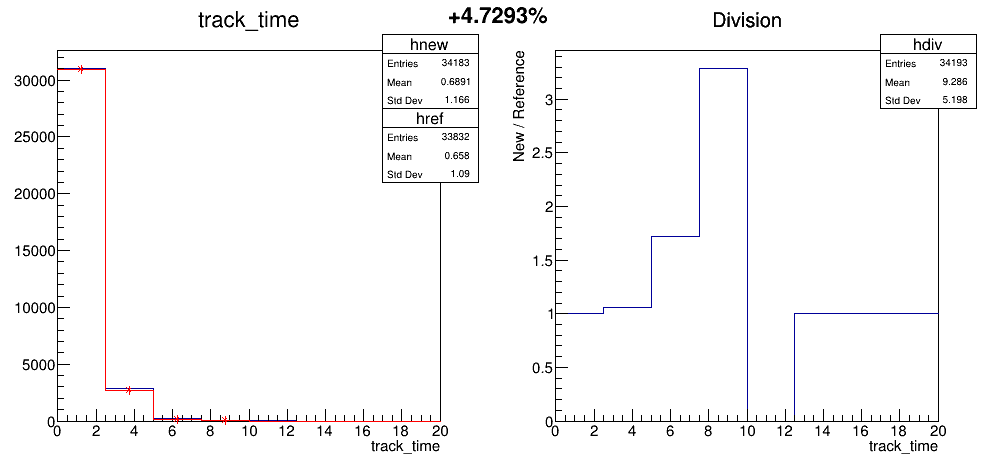 +4.7293%
track_time
hnew
Entries 34183
Mean 0.6891
Std Dev 1.166
href
Entries 33832
Mean 0.658
Std Dev 1.09
30000
25000
20000
15000
10000
5000
0
0 2 4 6 8 10 12 14 16 18 20
track_time
Division
hdiv
Entries 34193
Mean 9.286
Std Dev 5.198
New / Reference
3
2.5
2
1.5
1
0.5
0
0 2 4 6 8 10 12 14 16 18 20
track_time